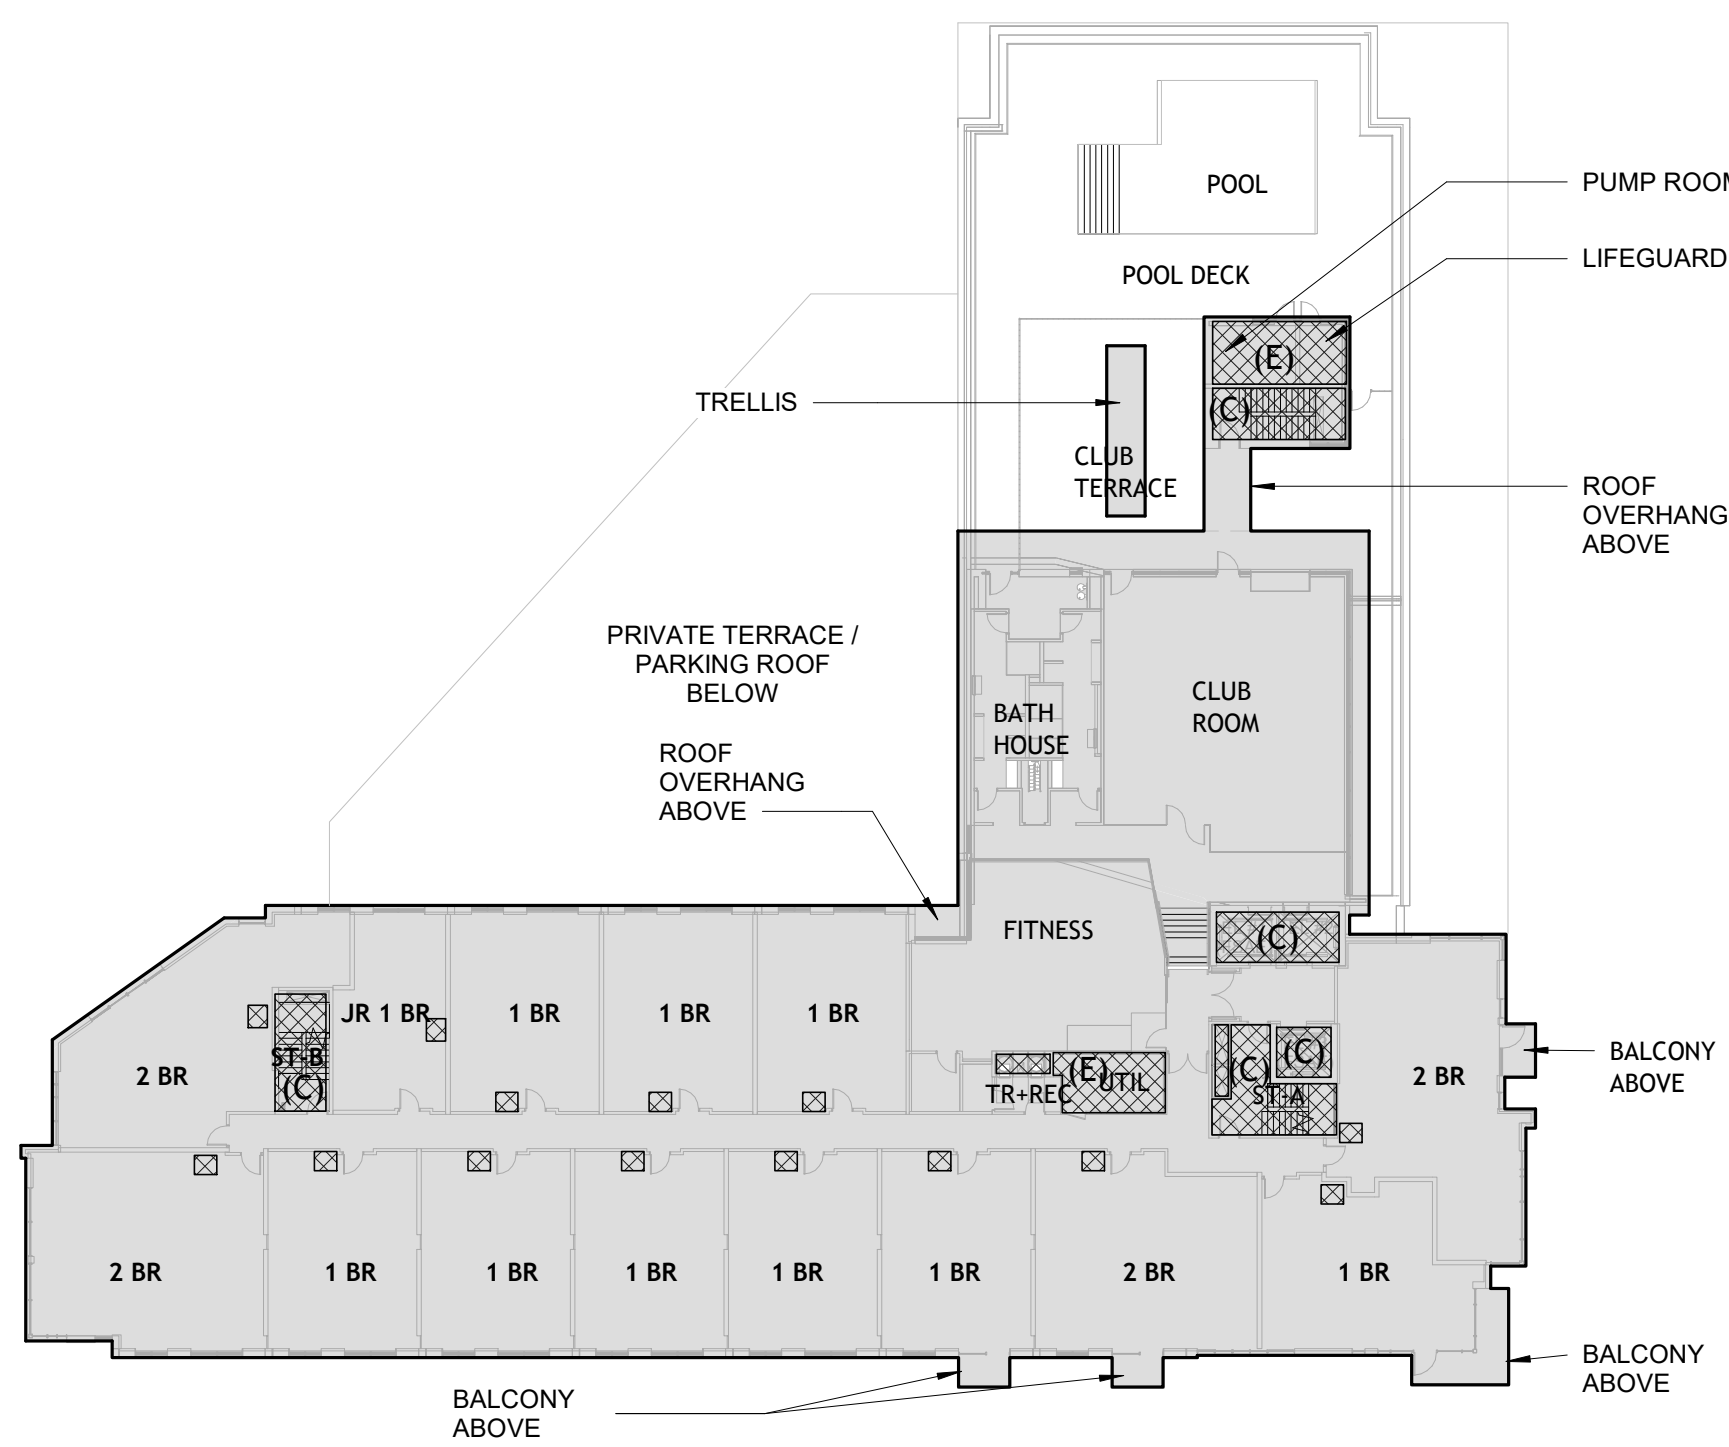 POOL
PUMP ROOM
LIFEGUARD
POOL DECK
(E)
TRELLIS
(C)
CLUB
TERRACE
ROOF
OVERHANG
ABOVE
PRIVATE TERRACE /
PARKING ROOF
BELOW
CLUB
ROOM
BATH
HOUSE
ROOF
OVERHANG
ABOVE
FITNESS
(C)
JR 1 BR
1 BR
1 BR
1 BR
ST-B
(C)
2 BR
(E)
UTIL
TR+REC
(C)
(C)
ST-A
2 BR
BALCONY
ABOVE
2 BR
1 BR
1 BR
1 BR
1 BR
1 BR
2 BR
1 BR
BALCONY
ABOVE
BALCONY
ABOVE